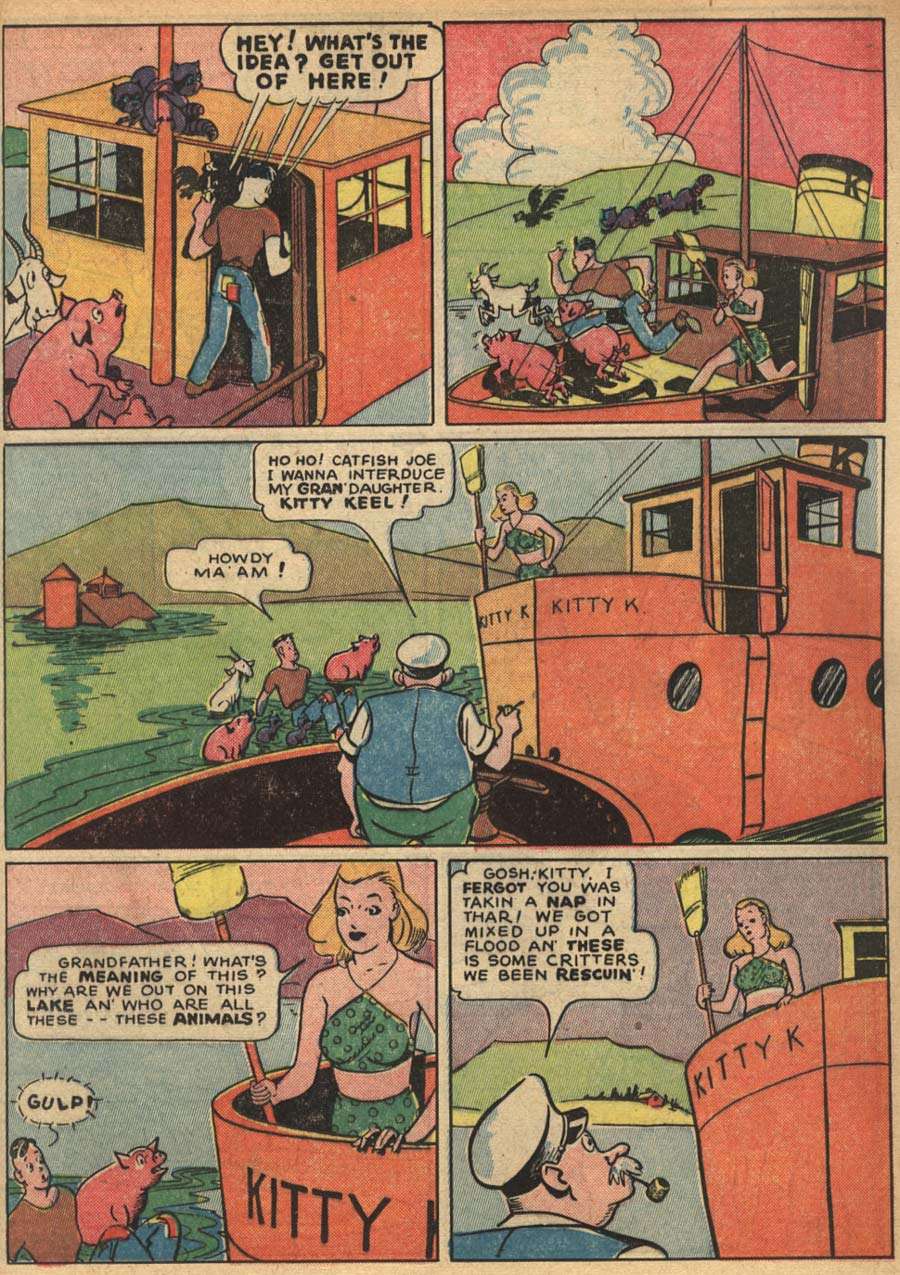 HEY! WHAT'S THE
IDEA? GET OUT
OF HERE!
K
HO HO! CATFISH JOE
I WANNA INTERDUCE
MY GRAN'DAUGHTER.
KITTY KEEL!
HOWDY
MA'AM!
K
KITTY K
KITTY K.
GRANDFATHER! WHAT'S
THE MEANING OF THIS?
WHY ARE WE OUT ON THIS
LAKE AN' WHO ARE ALL
THESE -- THESE ANIMALS?
GULP!
KITTY K
GOSH, KITTY, I
FERGOT YOU WAS
TAKIN A NAP IN
THAR! WE GOT
MIXED UP IN A
FLOOD AN' THESE
IS SOME CRITTERS
WE BEEN RESCUIN'!
KITTY K